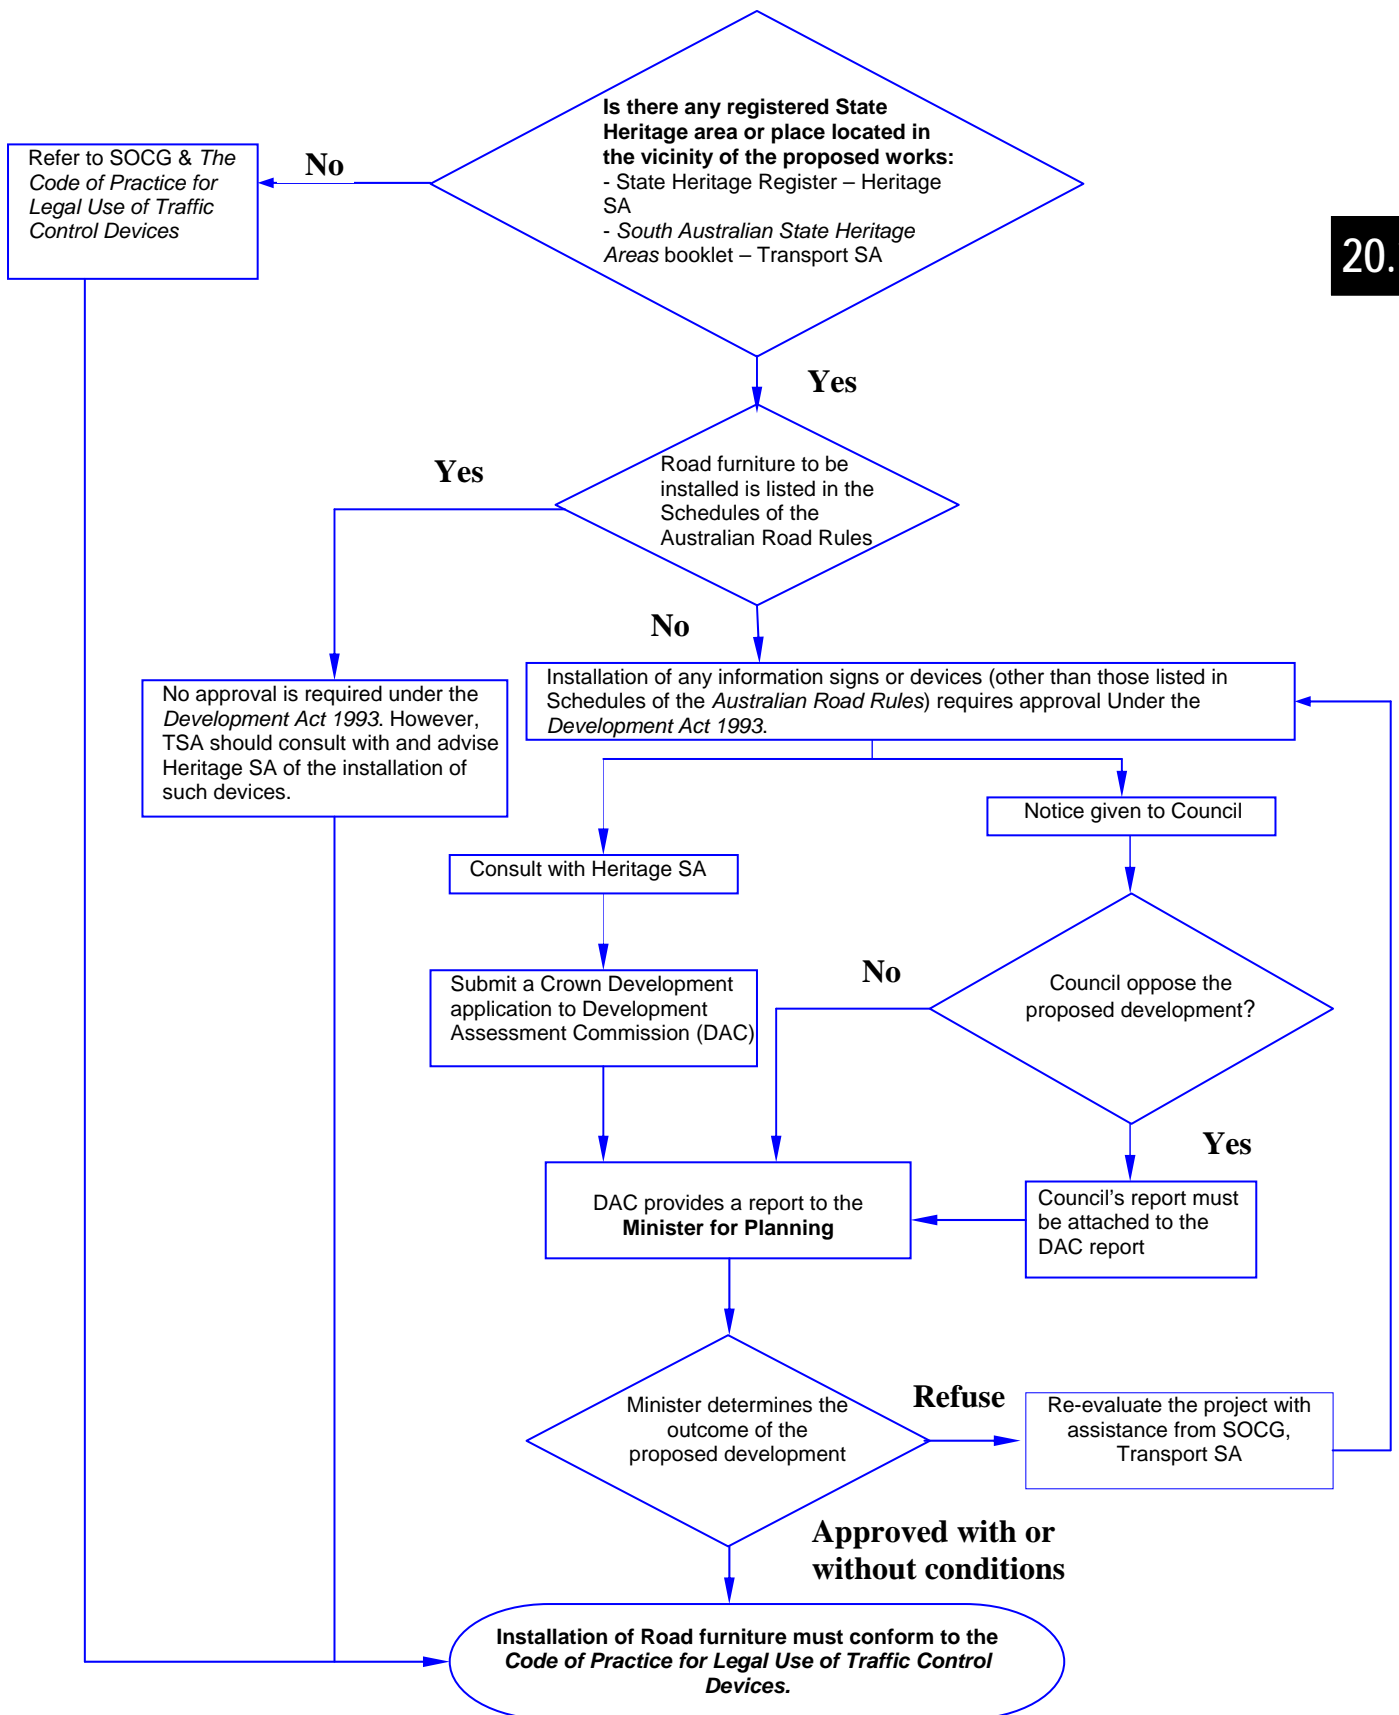 Is there any registered State
Heritage area or place located in
the vicinity of the proposed works:
- State Heritage Register – Heritage
SA
- South Australian State Heritage
Areas booklet – Transport SA
No
Refer to SOCG & The
Code of Practice for
Legal Use of Traffic
Control Devices
20.
Yes
Road furniture to be
installed is listed in the
Schedules of the
Australian Road Rules
Yes
No
No approval is required under the
Development Act 1993. However,
TSA should consult with and advise
Heritage SA of the installation of
such devices.
Installation of any information signs or devices (other than those listed in
Schedules of the Australian Road Rules) requires approval Under the
Development Act 1993.
Notice given to Council
Consult with Heritage SA
Submit a Crown Development
application to Development
Assessment Commission (DAC)
No
Council oppose the
proposed development?
Yes
DAC provides a report to the
Minister for Planning
Council's report must
be attached to the
DAC report
Minister determines the
outcome of the
proposed development
Refuse
Re-evaluate the project with
assistance from SOCG,
Transport SA
Approved with or
without conditions
Installation of Road furniture must conform to the
Code of Practice for Legal Use of Traffic Control
Devices.